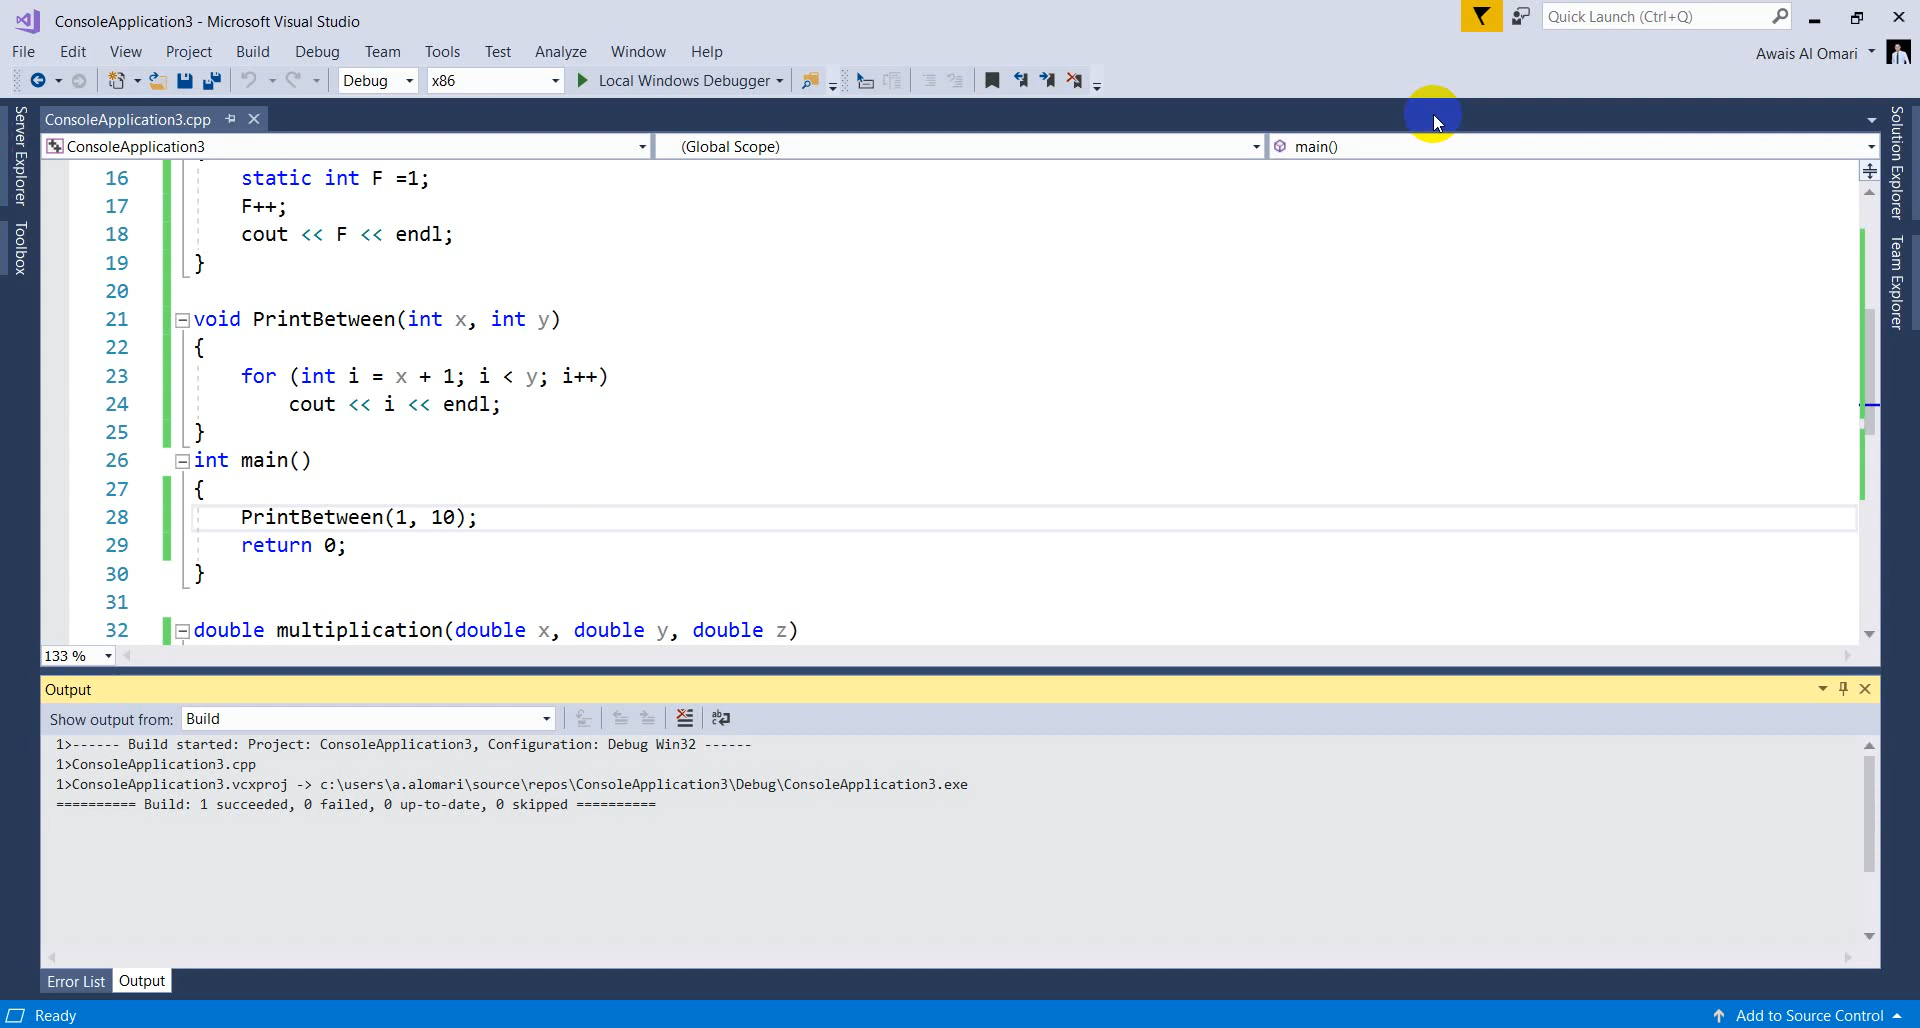 ConsoleApplication3 - Microsoft Visual Studio
Quick Launch (Ctrl+Q)
File Edit View Project Build Debug Team Tools Test Analyze Window Help
Awais Al Omari
Debug x86 Local Windows Debugger
Server Explorer
Toolbox
Solution Explorer
Team Explorer
ConsoleApplication3.cpp
ConsoleApplication3 (Global Scope) main()
16 static int F =1;
17 F++;
18 cout << F << endl;
19 }
20
21 void PrintBetween(int x, int y)
22 {
23 for (int i = x + 1; i < y; i++)
24 cout << i << endl;
25 }
26 int main()
27 {
28 PrintBetween(1, 10);
29 return 0;
30 }
31
32 double multiplication(double x, double y, double z)
133 %
Output
Show output from: Build
1>------ Build started: Project: ConsoleApplication3, Configuration: Debug Win32 ------
1>ConsoleApplication3.cpp
1>ConsoleApplication3.vcxproj -> c:\users\a.alomari\source\repos\ConsoleApplication3\Debug\ConsoleApplication3.exe
========== Build: 1 succeeded, 0 failed, 0 up-to-date, 0 skipped ==========
Error List Output
Ready
Add to Source Control